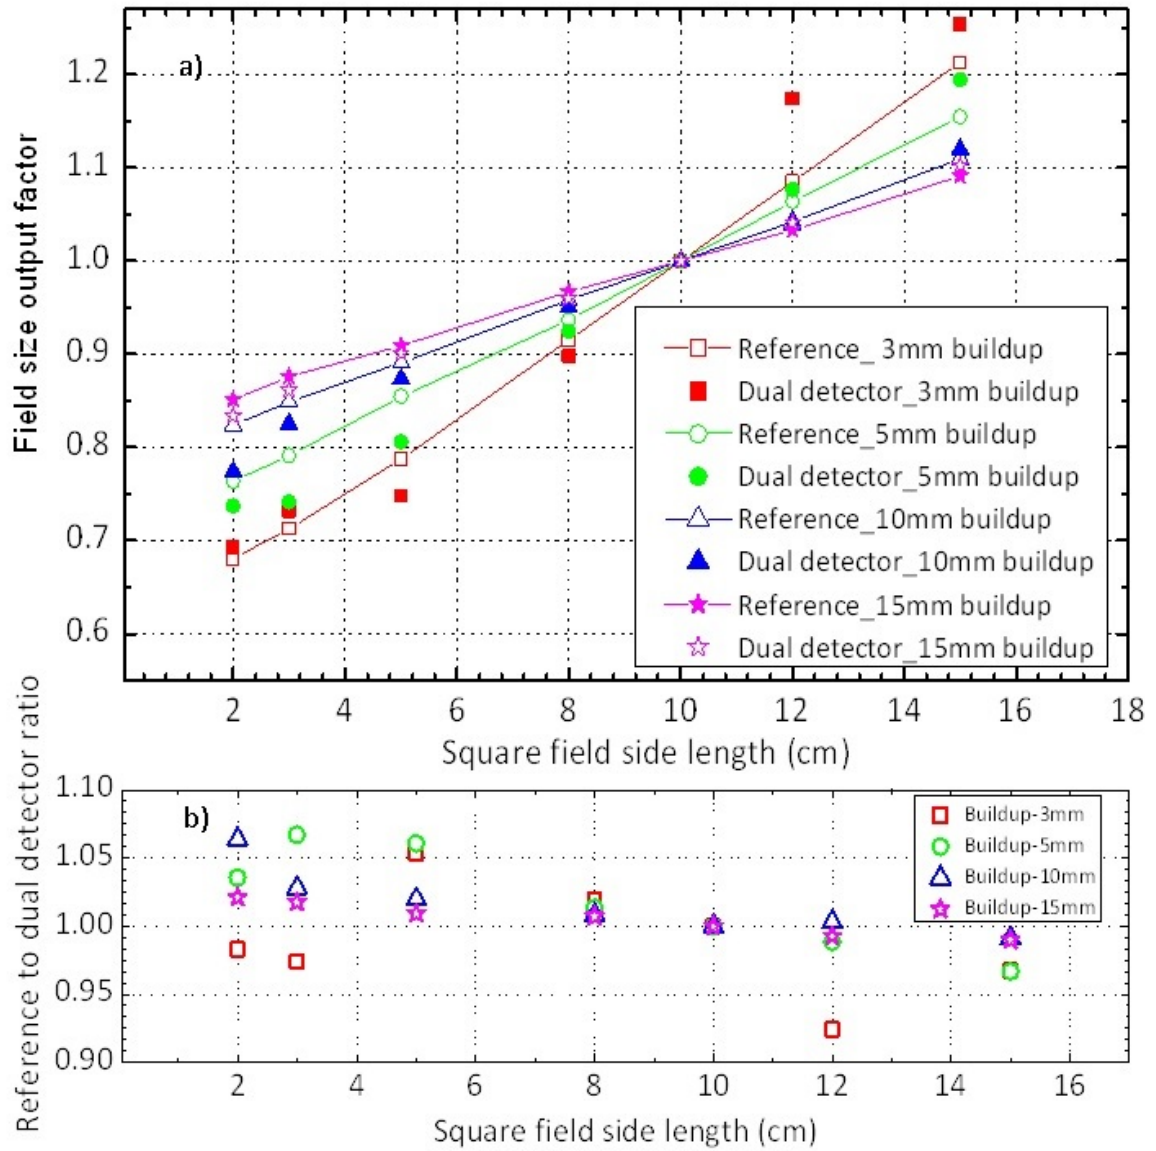 a)
1.2
1.1
1.0
0.9
0.8
0.7
0.6
Field size output factor
Reference_ 3mm buildup
Dual detector_3mm buildup
Reference_5mm buildup
Dual detector_5mm buildup
Reference_10mm buildup
Dual detector_10mm buildup
Reference_15mm buildup
Dual detector_15mm buildup
2 4 6 8 10 12 14 16 18
Square field side length (cm)
b)
1.10
1.05
1.00
0.95
0.90
Reference to dual detector ratio
Buildup-3mm
Buildup-5mm
Buildup-10mm
Buildup-15mm
2 4 6 8 10 12 14 16
Square field side length (cm)